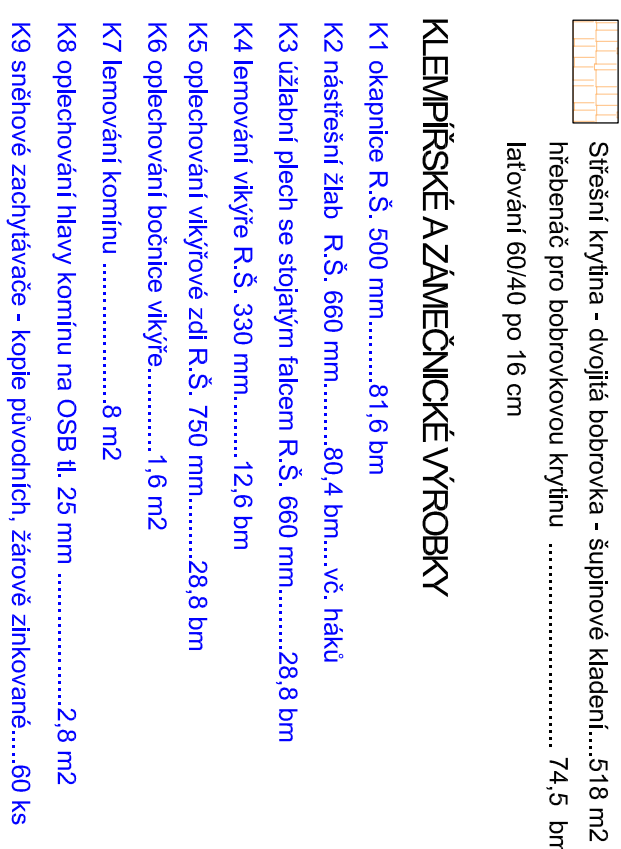 Střešní krytina - dvojitá bobrovka - šupinové kladení....518 m2
hřebenáč pro bobrovkovou krytinu ................................... 74,5 bm
laťování 60/40 po 16 cm
KLEMPÍŘSKÉ A ZÁMEČNICKÉ VÝROBKY
K1 okapnice R.Š. 500 mm..........81,6 bm
K2 nástřešní žlab R.Š. 660 mm..........80,4 bm....vč. háků
K3 úžlabní plech se stojatým falcem R.Š. 660 mm..........28,8 bm
K4 lemování vikýře R.Š. 330 mm..........12,6 bm
K5 oplechování vikýřové zdi R.Š. 750 mm..........28,8 bm
K6 oplechování bočnice vikýře..........1,6 m2
K7 lemování komínu ........................8 m2
K8 oplechování hlavy komínu na OSB tl. 25 mm ........................2,8 m2
K9 sněhové zachytávače - kopie původních, žárově zinkované.....60 ks